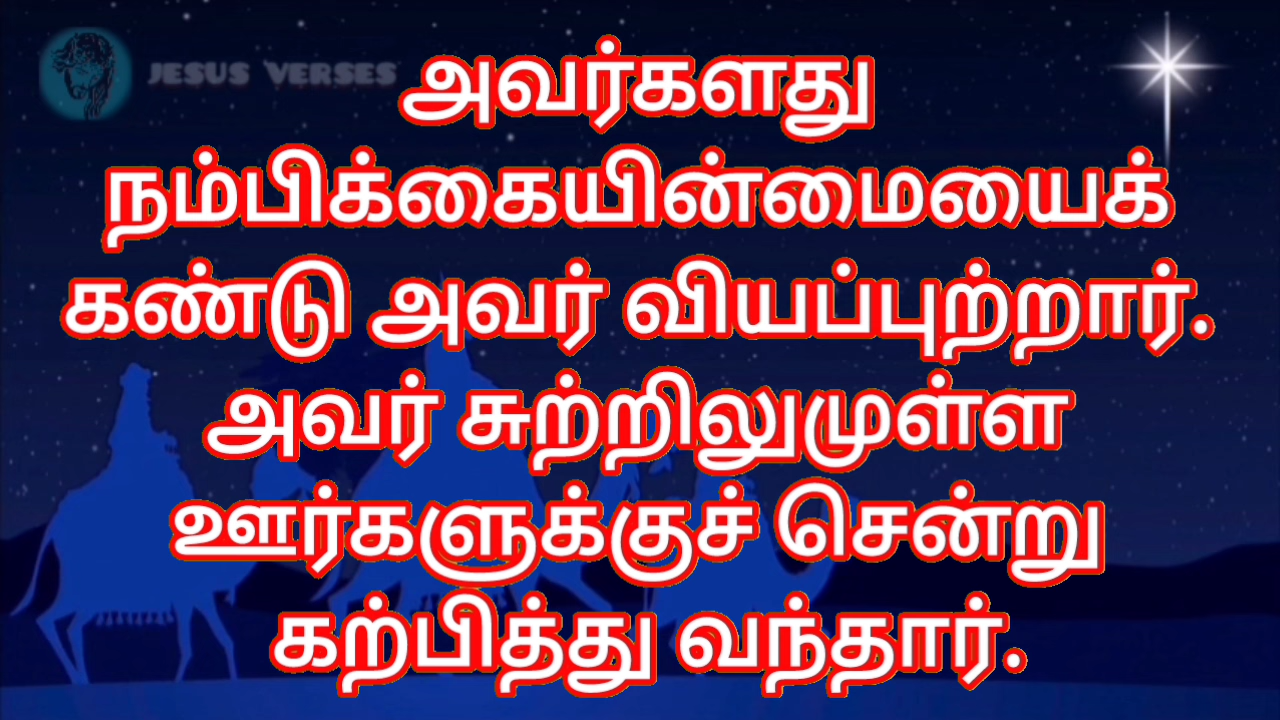 JESUS VERSES
அவர்களது
நம்பிக்கையின்மையைக்
கண்டு அவர் வியப்புற்றார்.
அவர் சுற்றிலுமுள்ள
ஊர்களுக்குச் சென்று
கற்பித்து வந்தார்.